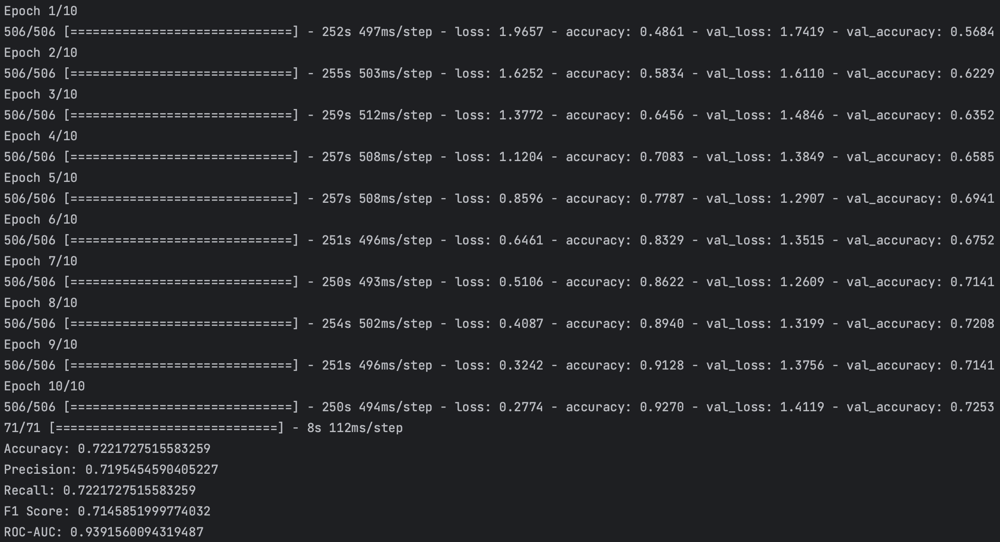 Epoch 1/10
506/506 [==============================] - 252s 497ms/step - loss: 1.9657 - accuracy: 0.4861 - val_loss: 1.7419 - val_accuracy: 0.5684
Epoch 2/10
506/506 [==============================] - 255s 503ms/step - loss: 1.6252 - accuracy: 0.5834 - val_loss: 1.6110 - val_accuracy: 0.6229
Epoch 3/10
506/506 [==============================] - 259s 512ms/step - loss: 1.3772 - accuracy: 0.6456 - val_loss: 1.4846 - val_accuracy: 0.6352
Epoch 4/10
506/506 [==============================] - 257s 508ms/step - loss: 1.1204 - accuracy: 0.7083 - val_loss: 1.3849 - val_accuracy: 0.6585
Epoch 5/10
506/506 [==============================] - 257s 508ms/step - loss: 0.8596 - accuracy: 0.7787 - val_loss: 1.2907 - val_accuracy: 0.6941
Epoch 6/10
506/506 [==============================] - 251s 496ms/step - loss: 0.6461 - accuracy: 0.8329 - val_loss: 1.3515 - val_accuracy: 0.6752
Epoch 7/10
506/506 [==============================] - 250s 493ms/step - loss: 0.5106 - accuracy: 0.8622 - val_loss: 1.2609 - val_accuracy: 0.7141
Epoch 8/10
506/506 [==============================] - 254s 502ms/step - loss: 0.4087 - accuracy: 0.8940 - val_loss: 1.3199 - val_accuracy: 0.7208
Epoch 9/10
506/506 [==============================] - 251s 496ms/step - loss: 0.3242 - accuracy: 0.9128 - val_loss: 1.3756 - val_accuracy: 0.7141
Epoch 10/10
506/506 [==============================] - 250s 494ms/step - loss: 0.2774 - accuracy: 0.9270 - val_loss: 1.4119 - val_accuracy: 0.7253
71/71 [==============================] - 8s 112ms/step
Accuracy: 0.7221727515583259
Precision: 0.7195454590405227
Recall: 0.7221727515583259
F1 Score: 0.7145851999774032
ROC-AUC: 0.9391560094319487